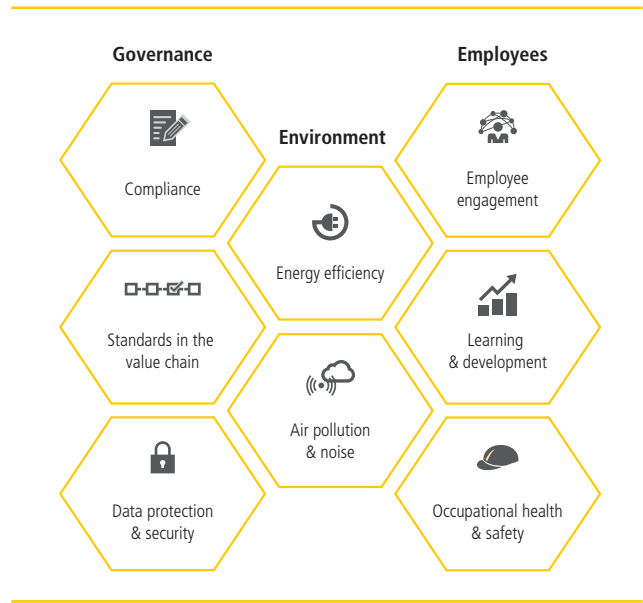 Governance
Compliance
Standards in the
value chain
Data protection
& security
Environment
Energy efficiency
Air pollution
& noise
Employees
Employee
engagement
Learning
& development
Occupational health
& safety